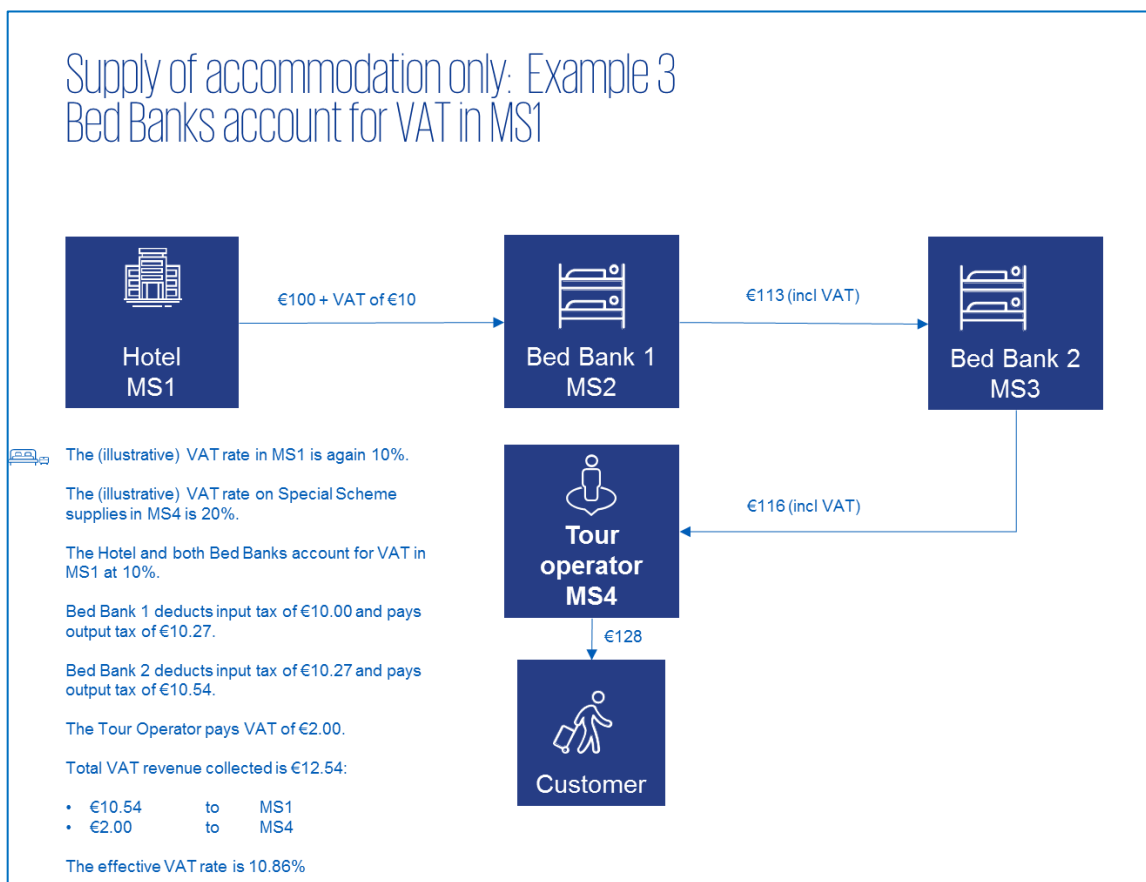 Supply of accommodation only: Example 3
Bed Banks account for VAT in MS1
Hotel
MS1
€100 + VAT of €10
Bed Bank 1
MS2
€113 (incl VAT)
Bed Bank 2
MS3
€116 (incl VAT)
Tour
operator
MS4
€128
Customer
The (illustrative) VAT rate in MS1 is again 10%.
The (illustrative) VAT rate on Special Scheme
supplies in MS4 is 20%.
The Hotel and both Bed Banks account for VAT in
MS1 at 10%.
Bed Bank 1 deducts input tax of €10.00 and pays
output tax of €10.27.
Bed Bank 2 deducts input tax of €10.27 and pays
output tax of €10.54.
The Tour Operator pays VAT of €2.00.
Total VAT revenue collected is €12.54:
• €10.54 to MS1
• €2.00 to MS4
The effective VAT rate is 10.86%